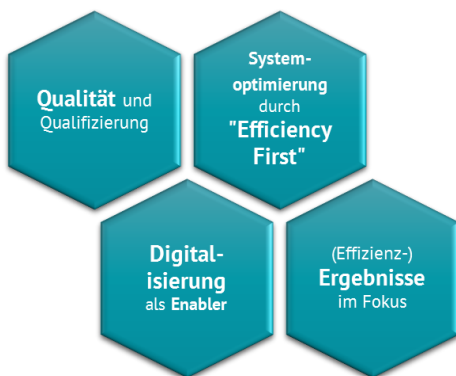 Qualität und
Qualifizierung
System-
optimierung
durch
"Efficiency
First"
Digital-
isierung
als Enabler
(Effizienz-)
Ergebnisse
im Fokus